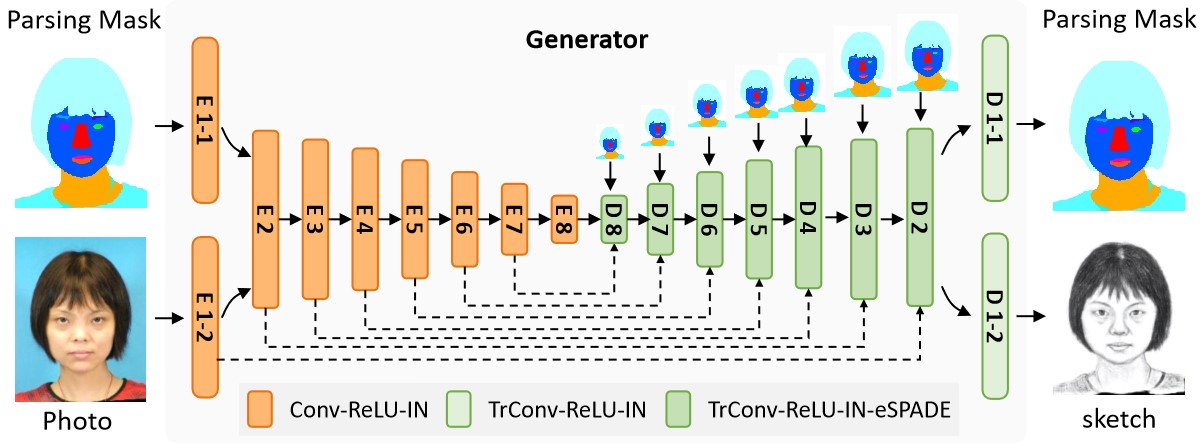 Parsing Mask
Generator
Parsing Mask
E 1-1
D 1-1
E 2
E 3
E 4
E 5
E 6
E 7
E 8
D 8
D 7
D 6
D 5
D 4
D 3
D 2
E 1-2
D 1-2
Conv-ReLU-IN
TrConv-ReLU-IN
TrConv-ReLU-IN-eSPADE
Photo
sketch